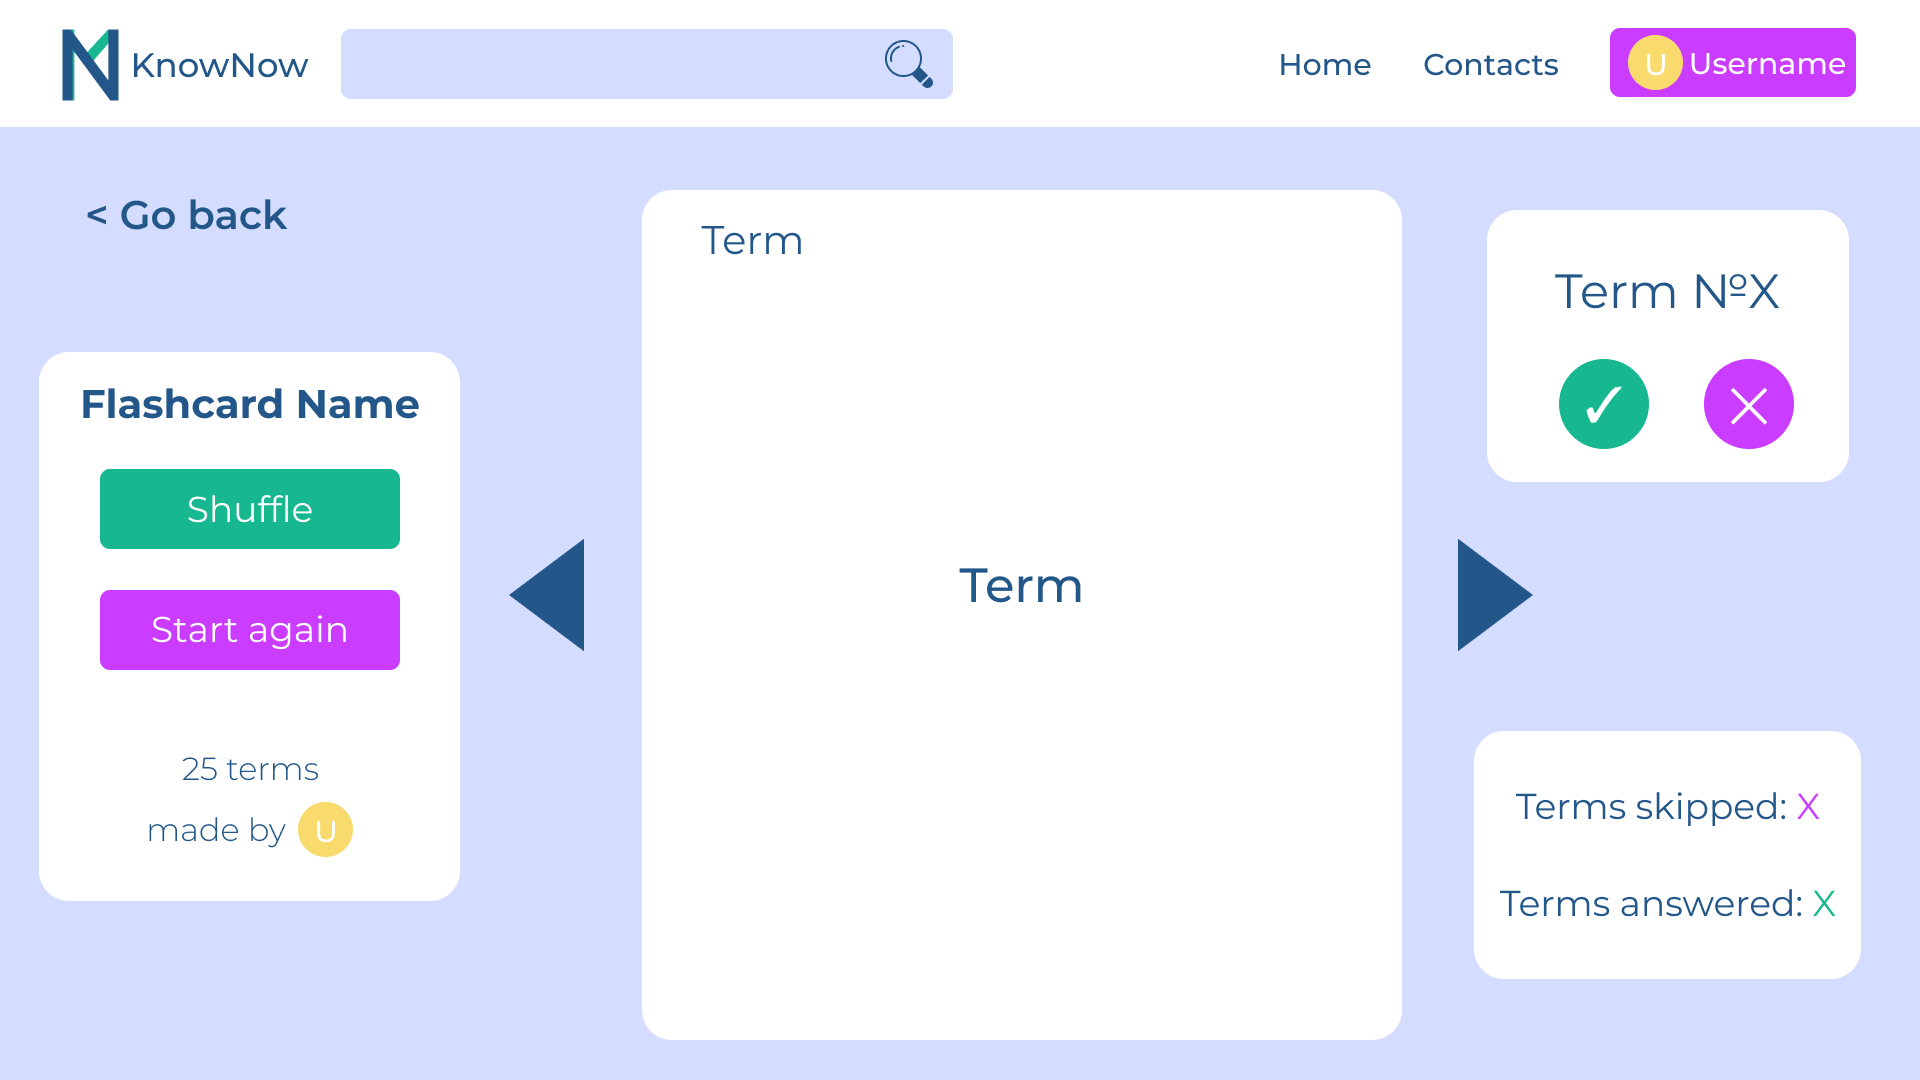 KnowNow
Home
Contacts
U Username
< Go back
Flashcard Name
Shuffle
Start again
25 terms
made by U
Term
Term
Term №X
✓ ×
Terms skipped: X
Terms answered: X